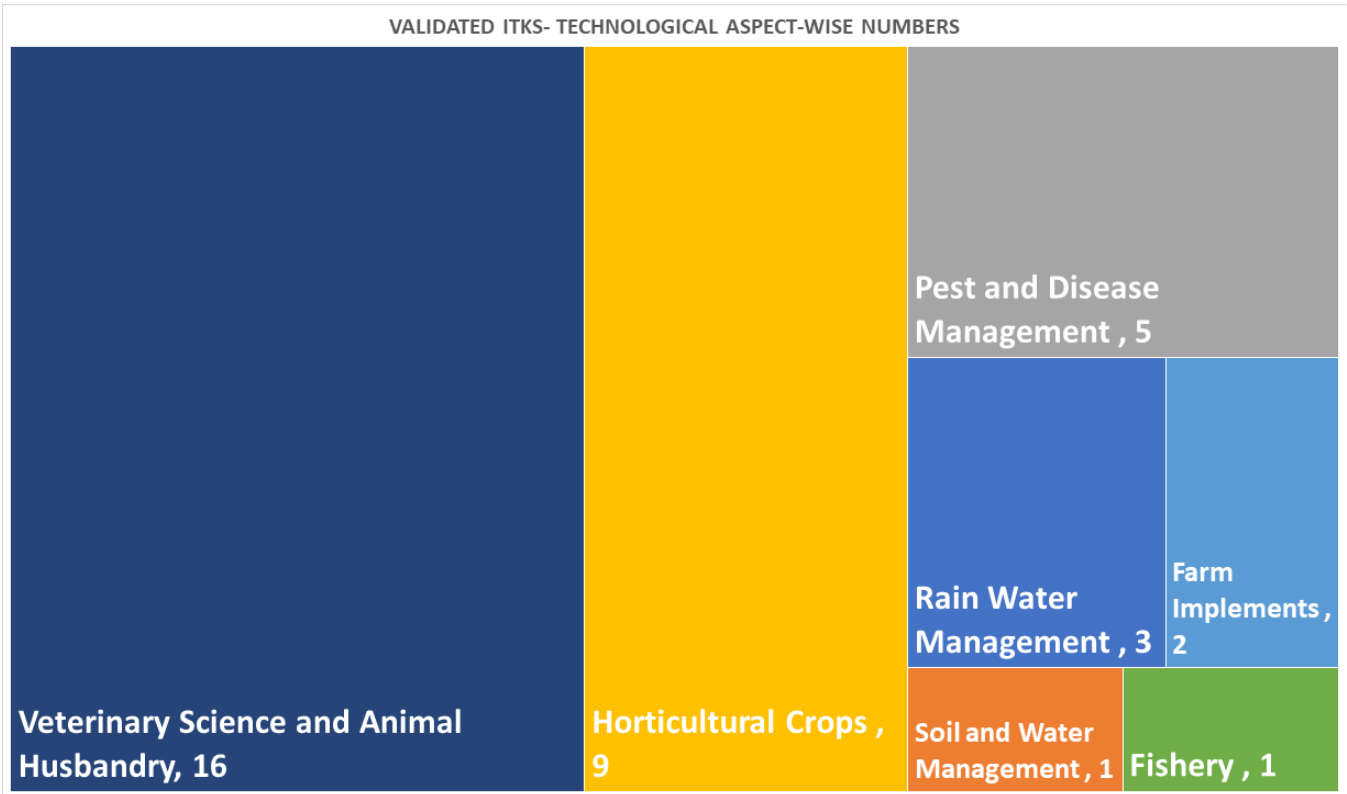 VALIDATED ITKS- TECHNOLOGICAL ASPECT-WISE NUMBERS
Veterinary Science and Animal
Husbandry, 16
Horticultural Crops ,
9
Pest and Disease
Management , 5
Rain Water
Management , 3
Farm
Implements ,
2
Soil and Water
Management , 1
Fishery , 1